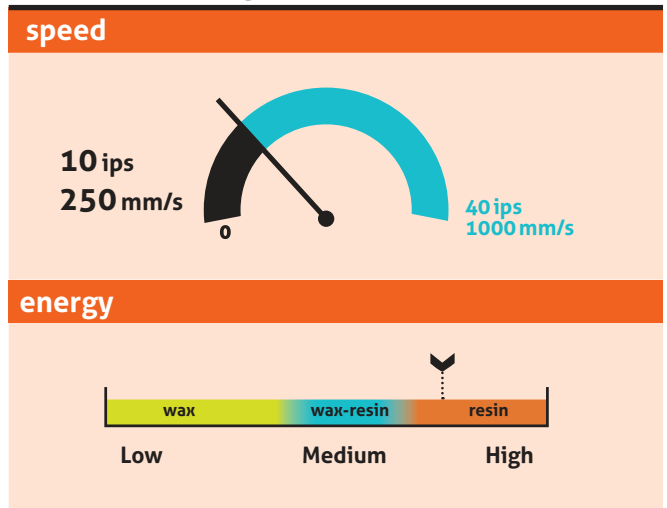 speed
10 ips
250 mm/s
0
40 ips
1000 mm/s
energy
wax wax-resin resin
Low Medium High